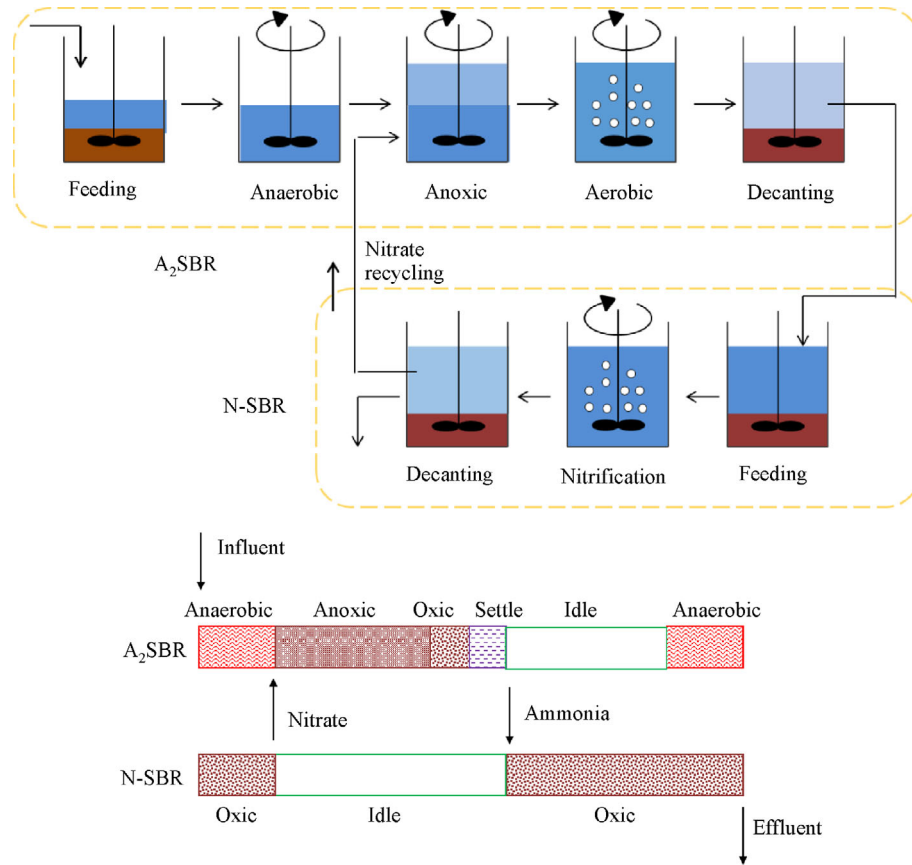 Feeding
Anaerobic
Anoxic
Aerobic
Decanting
A₂SBR
Nitrate
recycling
N-SBR
Decanting
Nitrification
Feeding
Influent
Anaerobic
Anoxic
Oxic
Settle
Idle
Anaerobic
A₂SBR
Nitrate
Ammonia
N-SBR
Oxic
Idle
Oxic
Effluent